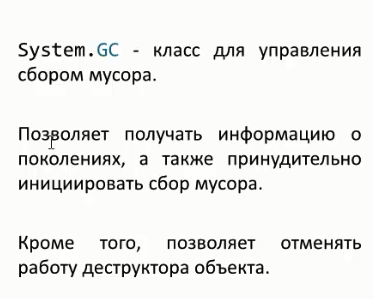 System.GC - класс для управления
сбором мусора.
Позволяет получать информацию о
поколениях, а также принудительно
инициировать сбор мусора.
Кроме того, позволяет отменять
работу деструктора объекта.